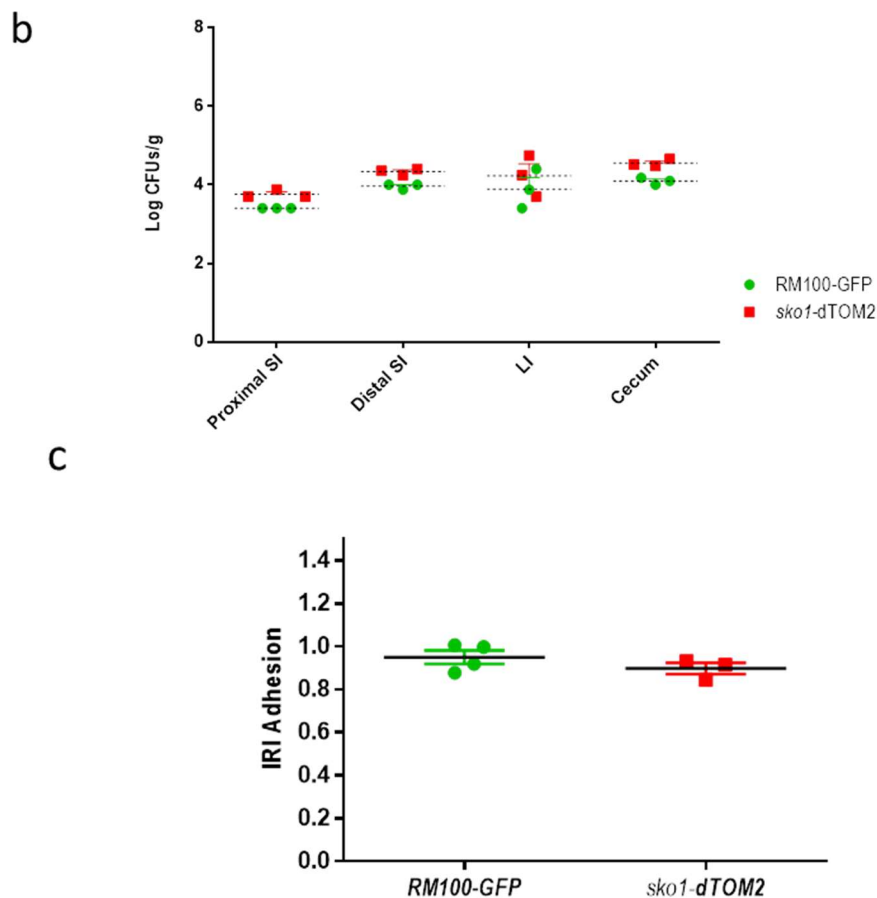 b
8
6
4
2
0
Log CFUs/g
Proximal SI
Distal SI
LI
Cecum
RM100-GFP
sko1-dTOM2
c
1.4
1.2
1.0
0.8
0.6
0.4
0.2
0.0
IRI Adhesion
RM100-GFP
sko1-dTOM2